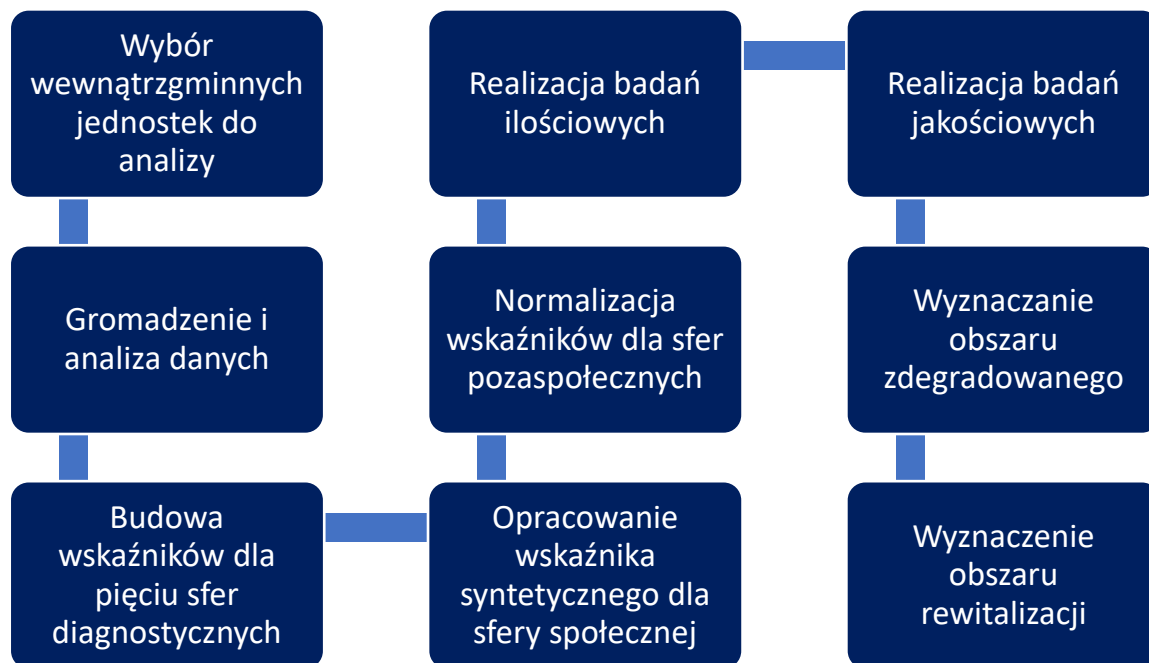 Wybór
wewnątrzgminnych
jednostek do
analizy
Gromadzenie i
analiza danych
Budowa
wskaźników dla
pięciu sfer
diagnostycznych
Opracowanie
wskaźnika
syntetycznego dla
sfery społecznej
Normalizacja
wskaźników dla sfer
pozaspołecznych
Realizacja badań
ilościowych
Realizacja badań
jakościowych
Wyznaczanie
obszaru
zdegradowanego
Wyznaczenie
obszaru
rewitalizacji